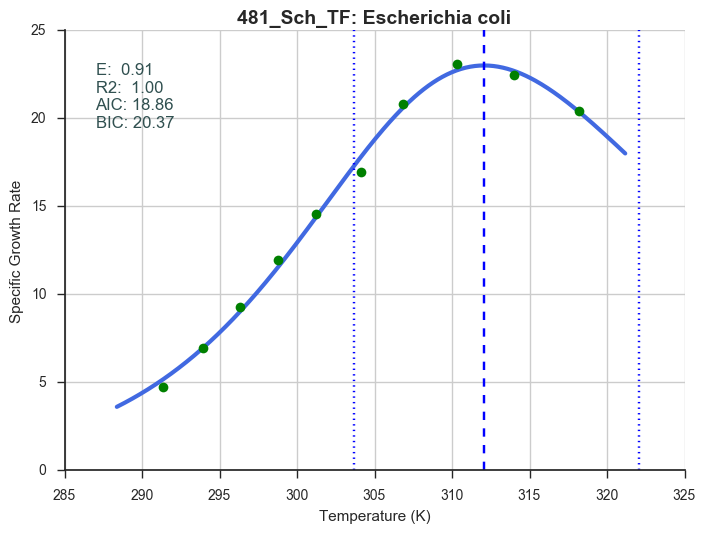 481_Sch_TF: Escherichia coli
E:  0.91
R2:  1.00
AIC: 18.86
BIC: 20.37
Specific Growth Rate
25
20
15
10
5
0
285 290 295 300 305 310 315 320 325
Temperature (K)